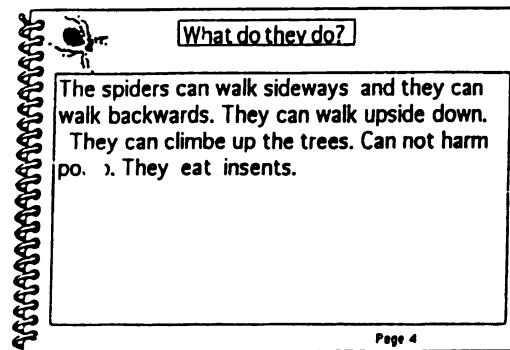 What do they do?
The spiders can walk sideways and they can
walk backwards. They can walk upside down.
They can climbe up the trees. Can not harm
They eat insents.
Page 4